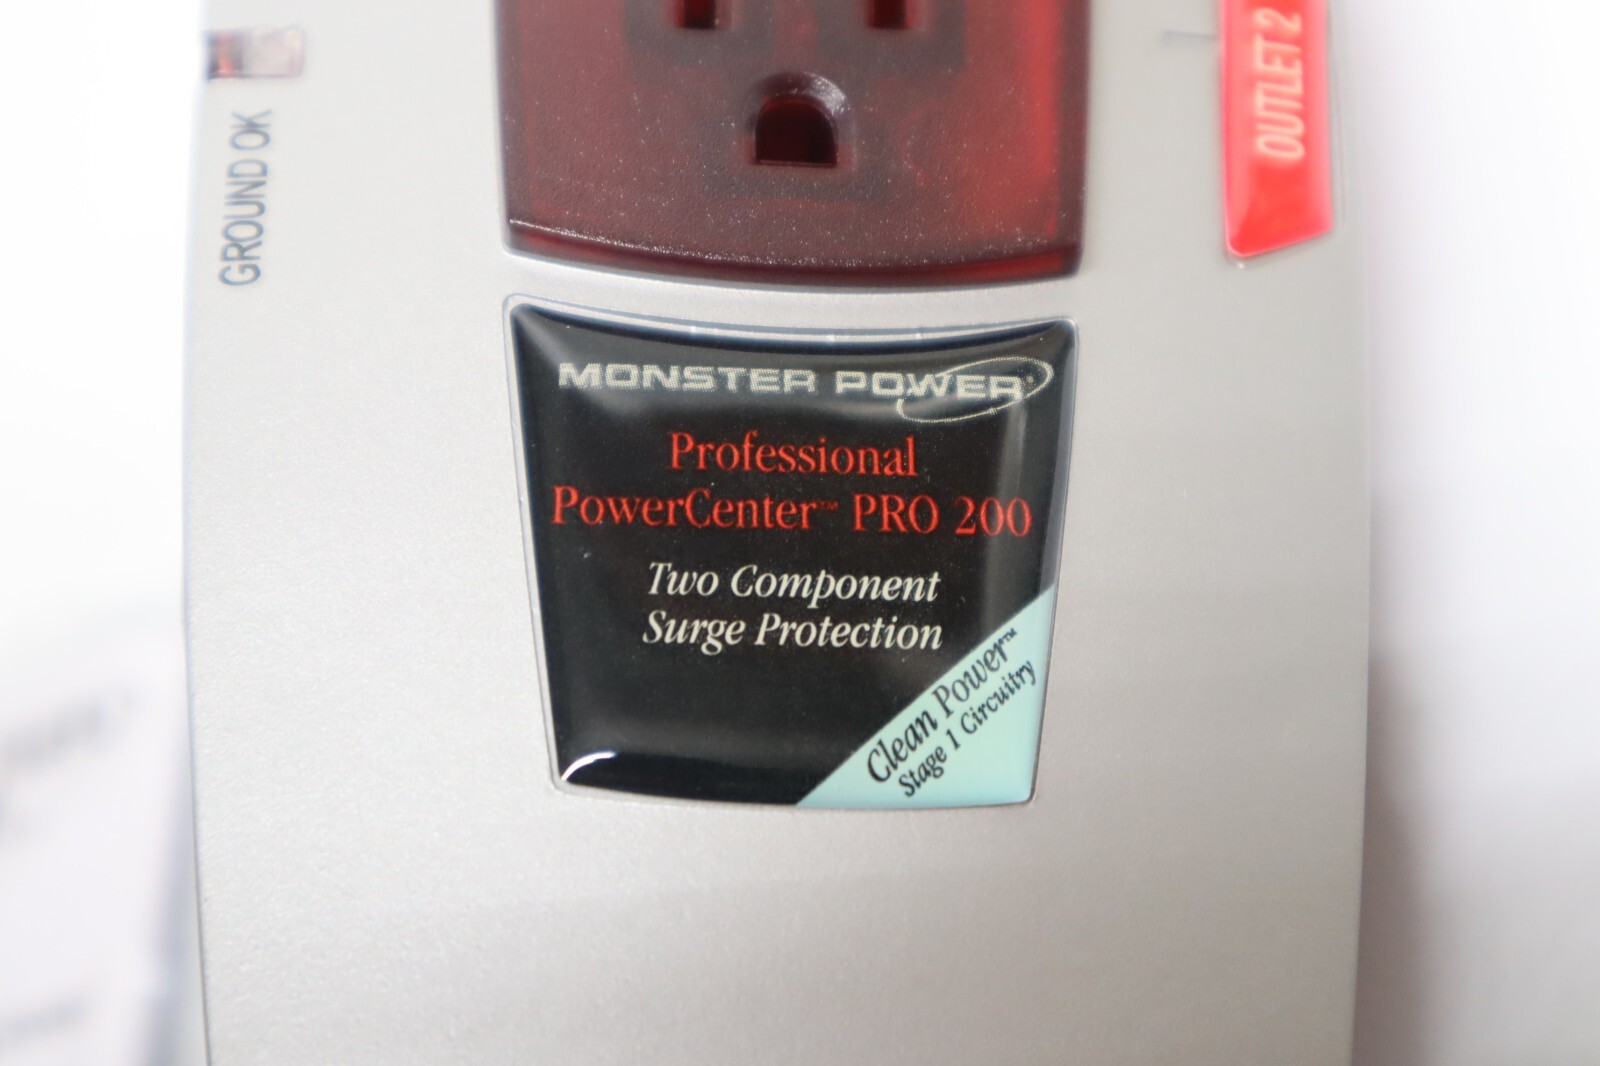 OUTLET 2
GROUND OK
MONSTER POWER®
Professional
PowerCenter™ PRO 200
Two Component
Surge Protection
Clean Power™
Stage 1 Circuitry